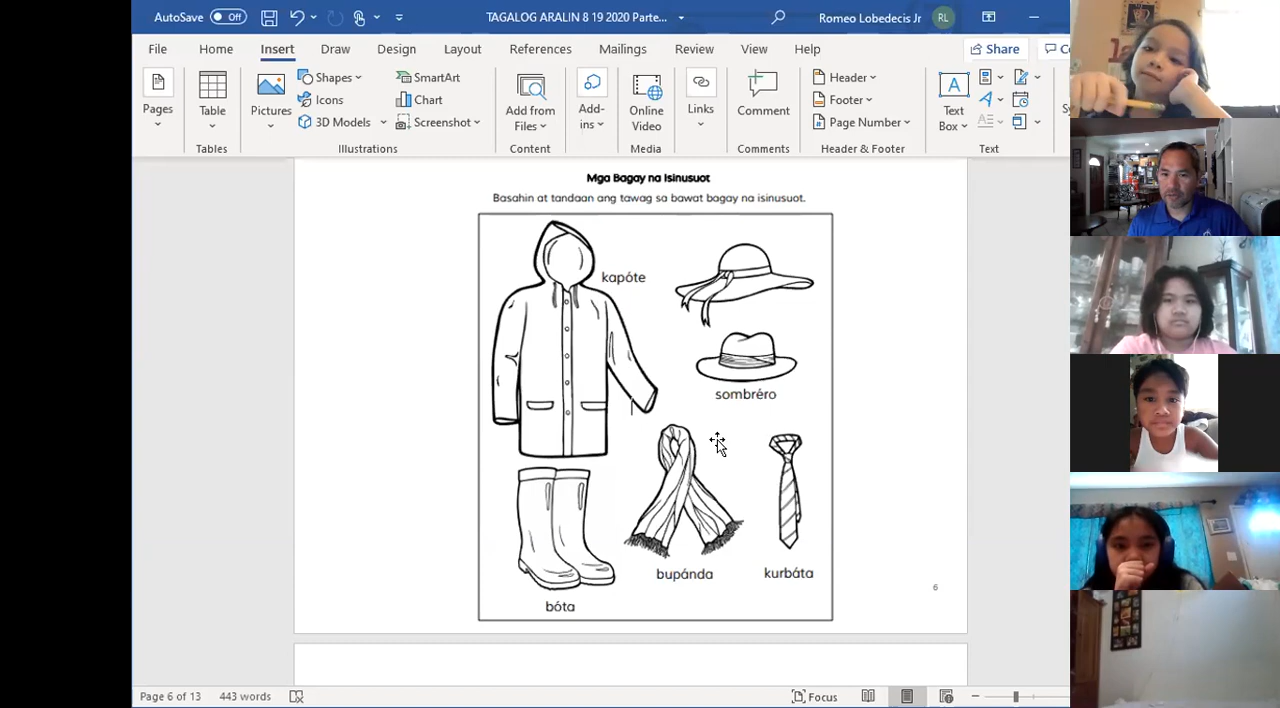 AutoSave Off TAGALOG ARALIN 8 19 2020 Parte... Romeo Lobedecis Jr RL
File Home Insert Draw Design Layout References Mailings Review View Help Share
Pages Table Pictures Shapes Icons 3D Models SmartArt Chart Screenshot Add from Files Add-ins Online Video Links Comment Header Footer Page Number Text Box
Tables Illustrations Content Media Comments Header & Footer Text
Mga Bagay na Isinusuot
Basahin at tandaan ang tawag sa bawat bagay na isinusuot.
kapóte
sombréro
bupánda
kurbáta
bóta
6
Page 6 of 13 443 words Focus